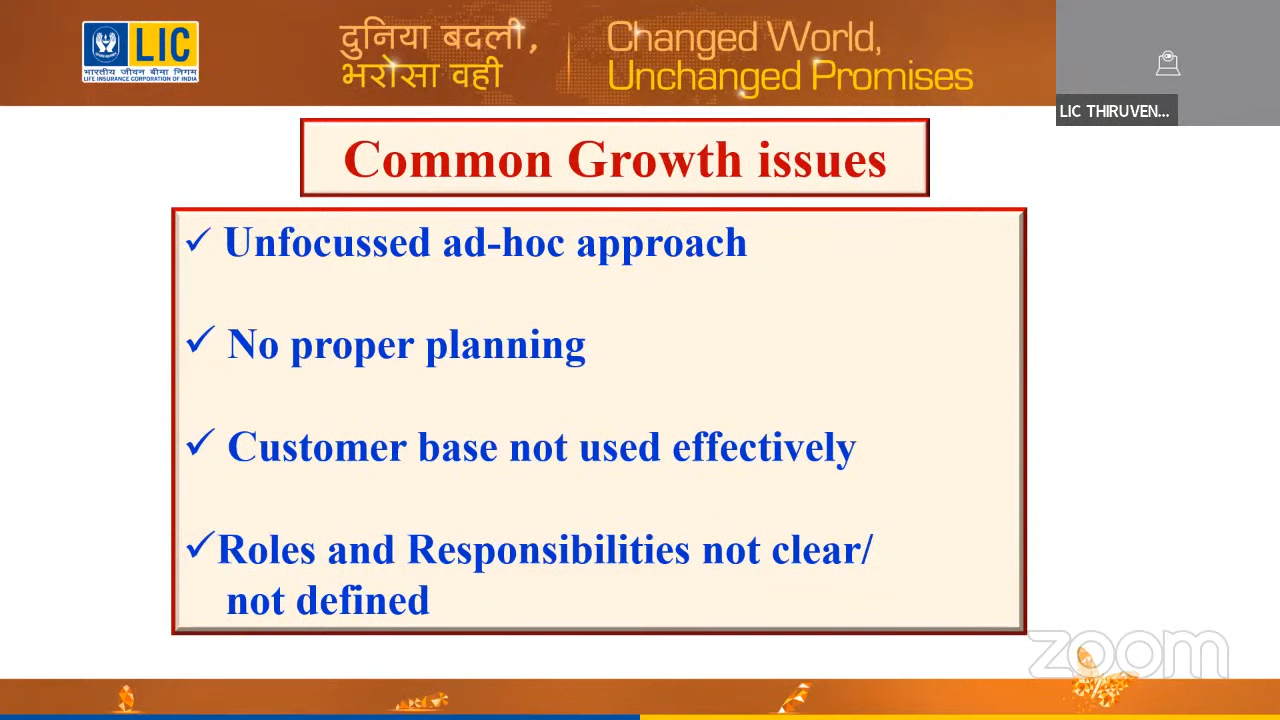 LIC
भारतीय जीवन बीमा निगम
LIFE INSURANCE CORPORATION OF INDIA
दुनिया बदली,
भरोसा वही
Changed World,
Unchanged Promises
LIC THIRUVEN...
Common Growth issues
✓ Unfocussed ad-hoc approach
✓ No proper planning
✓ Customer base not used effectively
✓Roles and Responsibilities not clear/
not defined
zoom